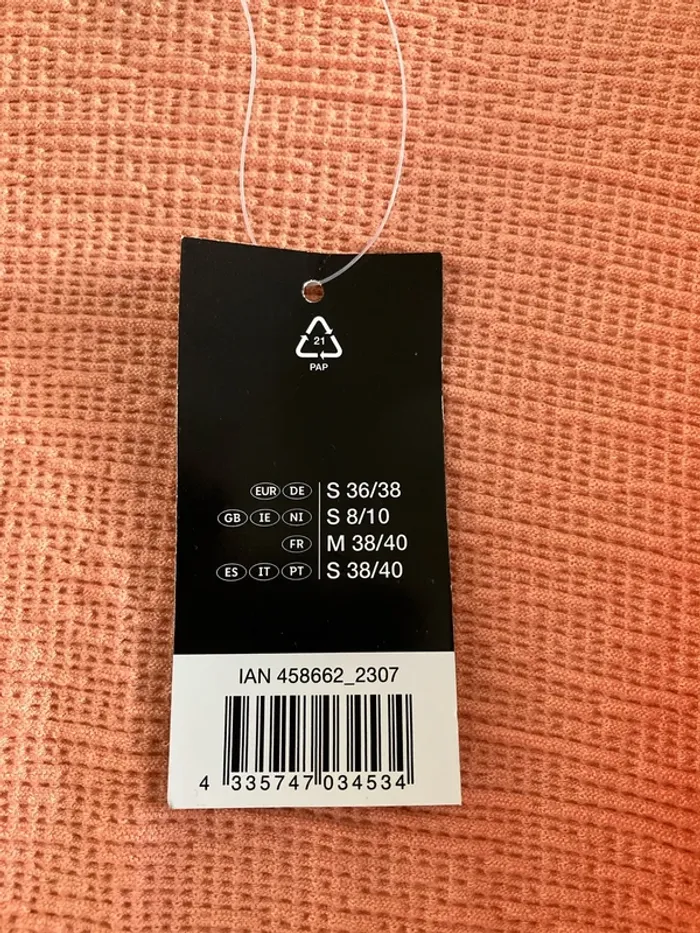 21
PAP
EUR DE S 36/38
GB IE NI S 8/10
FR M 38/40
ES IT PT S 38/40
IAN 458662_2307
4 335747 034534